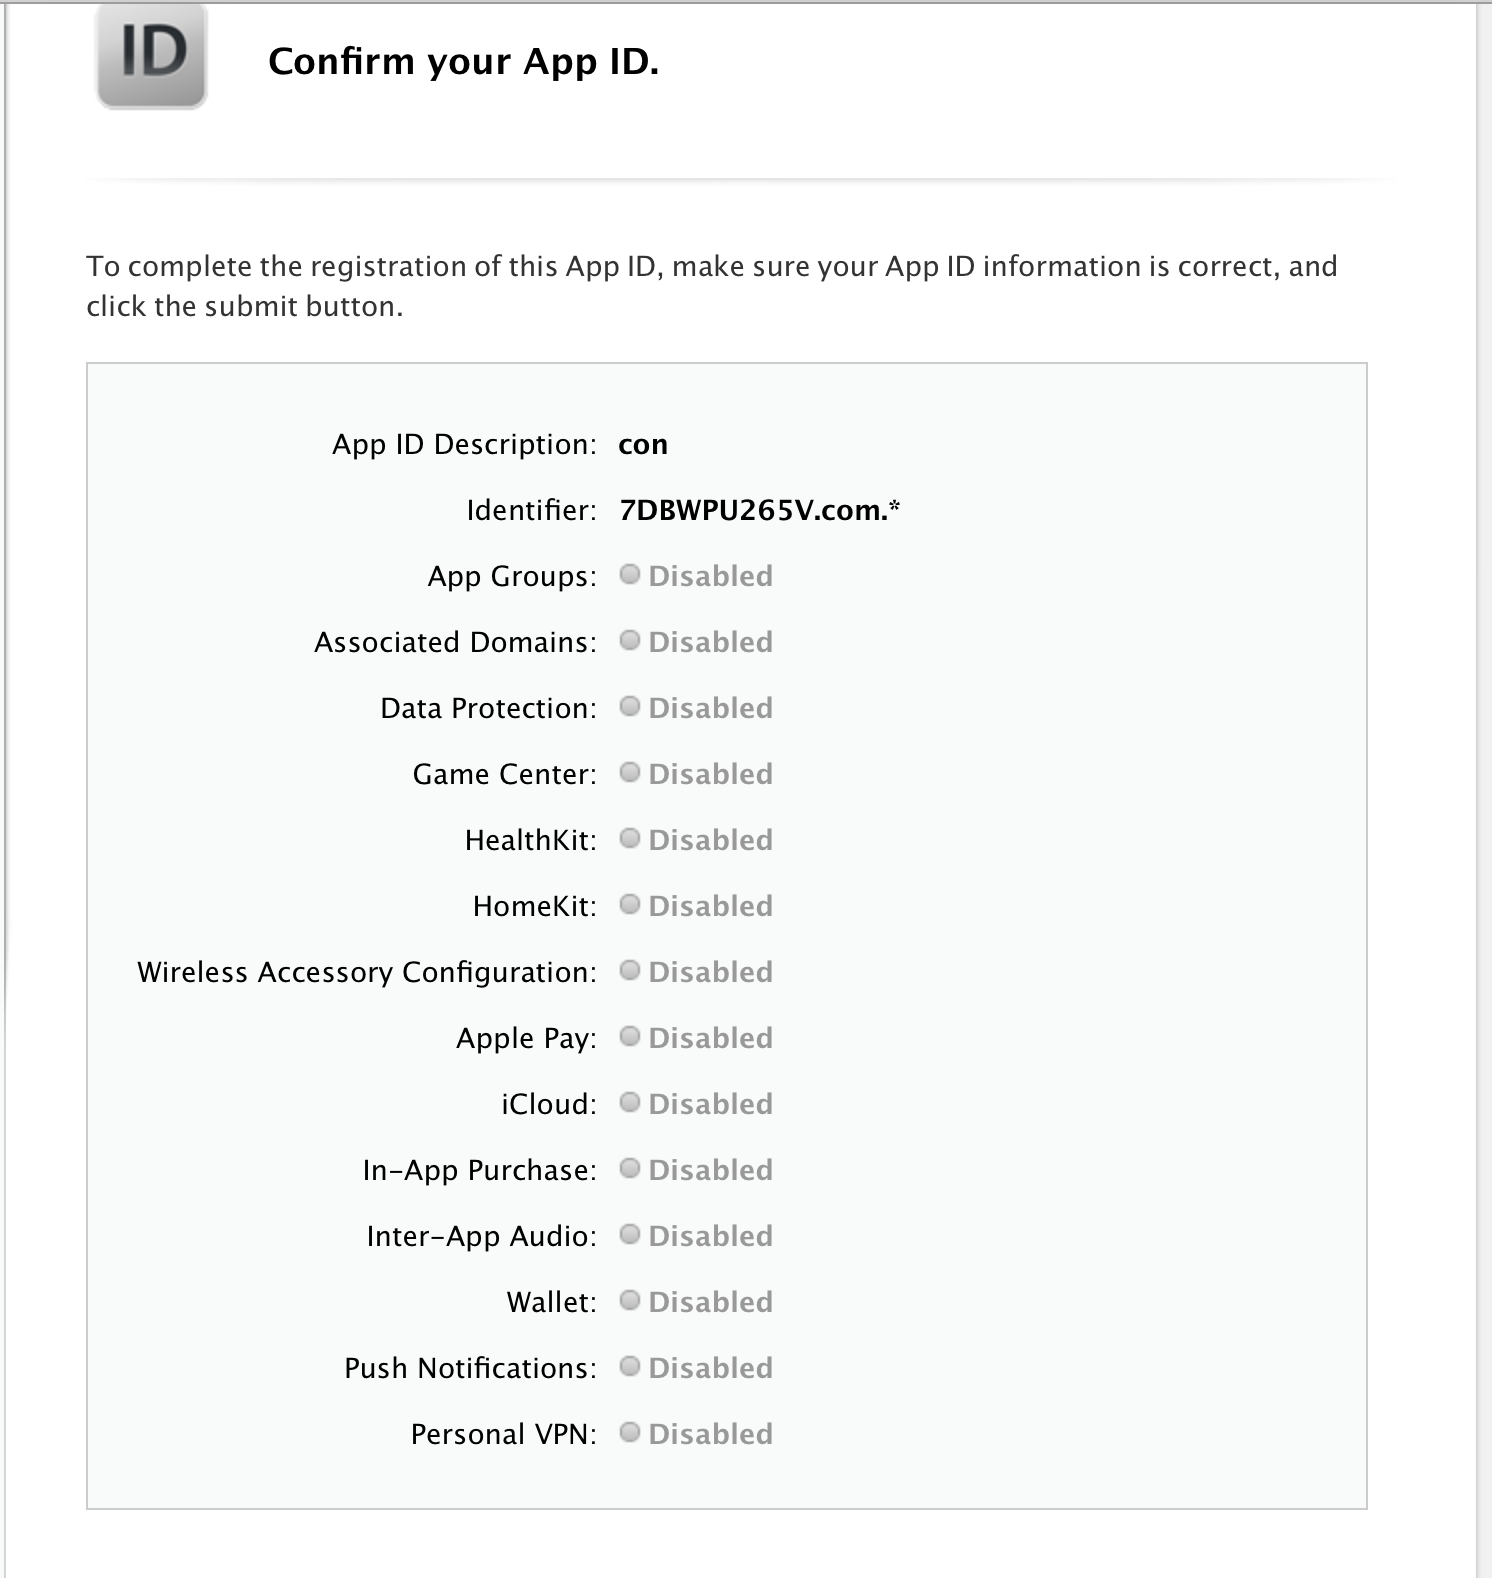 ID
Confirm your App ID.
To complete the registration of this App ID, make sure your App ID information is correct, and
click the submit button.
App ID Description: con
Identifier: 7DBWPU265V.com.*
App Groups: Disabled
Associated Domains: Disabled
Data Protection: Disabled
Game Center: Disabled
HealthKit: Disabled
HomeKit: Disabled
Wireless Accessory Configuration: Disabled
Apple Pay: Disabled
iCloud: Disabled
In-App Purchase: Disabled
Inter-App Audio: Disabled
Wallet: Disabled
Push Notifications: Disabled
Personal VPN: Disabled